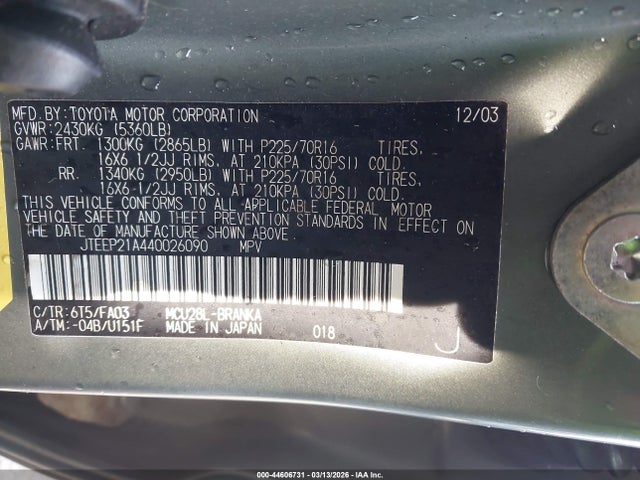 MFD.BY:TOYOTA MOTOR CORPORATION 12/03
GVWR:2430KG (5360LB)
GAWR:FRT. 1300KG (2865LB) WITH P225/70R16 TIRES,
16X6 1/2JJ RIMS, AT 210KPA (30PSI) COLD.
RR. 1340KG (2950LB) WITH P225/70R16 TIRES,
16X6-1/2JJ RIMS, AT 210KPA (30PSI) COLD.
THIS VEHICLE CONFORMS TO ALL APPLICABLE FEDERAL MOTOR
VEHICLE SAFETY AND THEFT PREVENTION STANDARDS IN EFFECT ON
THE DATE OF MANUFACTURE SHOWN ABOVE.
JTEEP21A440026090 MPV
C/TR:6T5/FA03 MCU28L-BRANKA
A/TM:-04B/U151F MADE IN JAPAN 018 J
000-44606731 - 03/13/2026 - IAAI.com